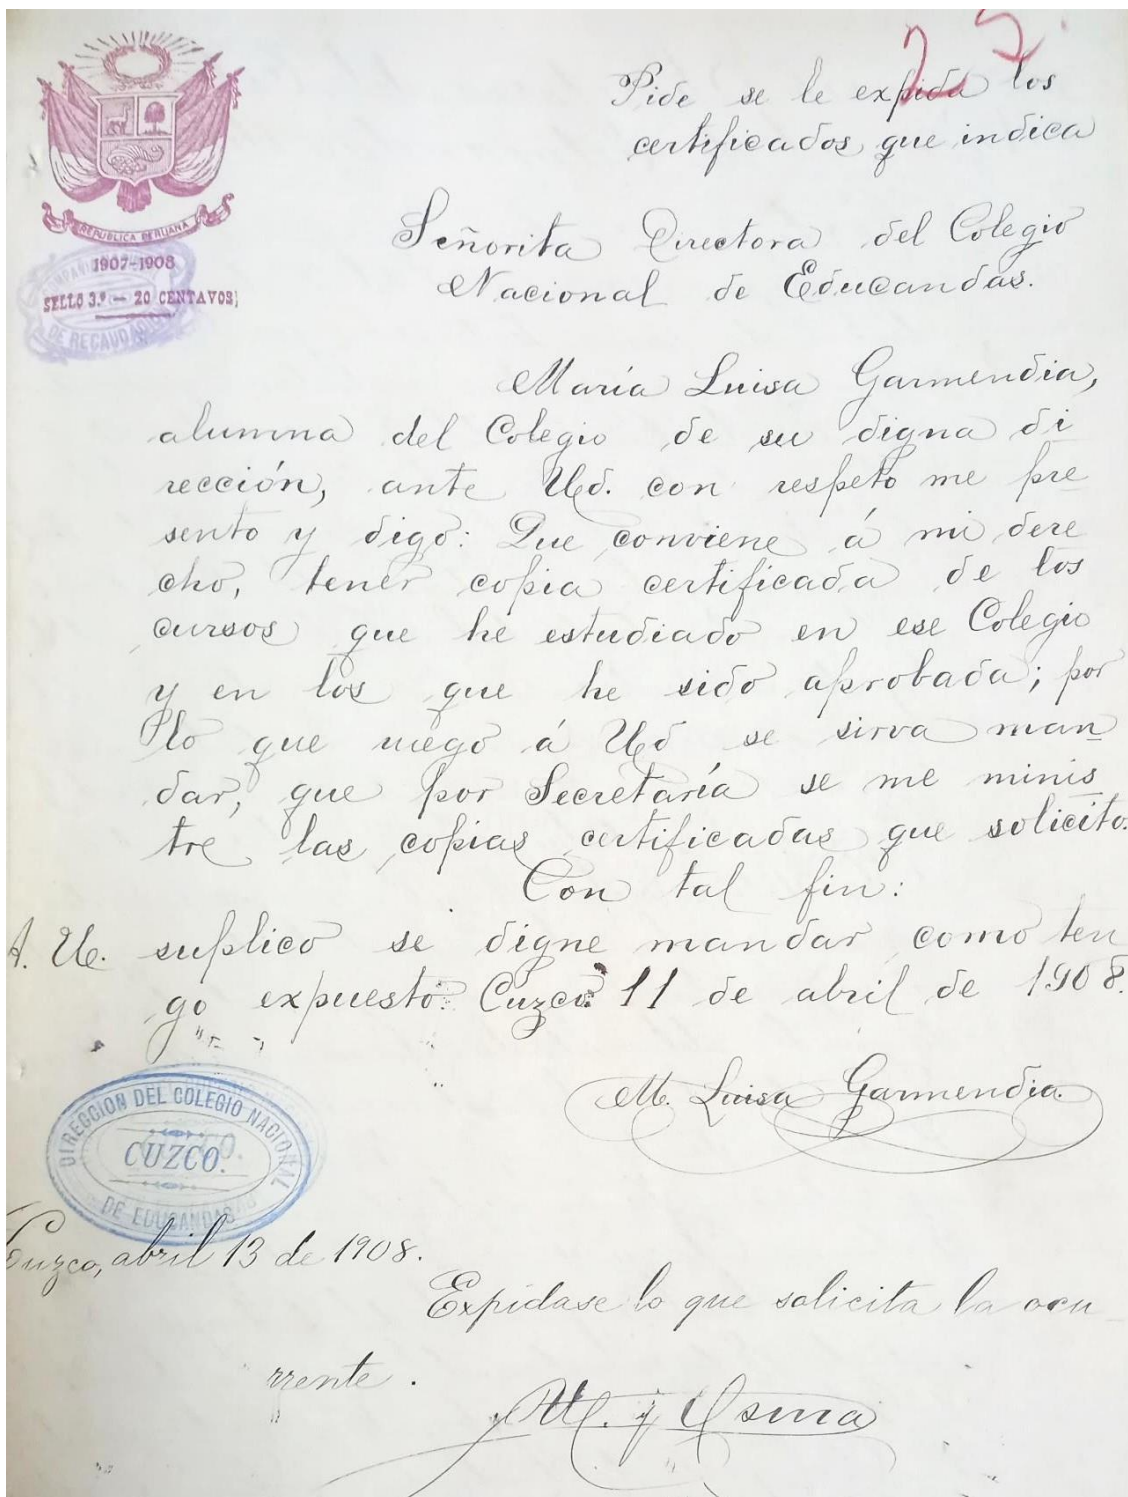 Pide se le expida los
certificados que indica
REPUBLICA PERUANA
1907-1908
SELLO 3.º — 20 CENTAVOS
DE RECAUDA
Señorita Directora del Colegio
Nacional de Educandas.
María Luisa Garmendia,
alumna del Colegio de su digna di
rección, ante Ud. con respeto me pre
sento y digo: Que conviene á mi dere
cho, tener copia certificada de los
cursos que he estudiado en ese Colegio
y en los que he sido aprobada; por
lo que ruego á Ud se sirva man
dar, que por Secretaría se me minis
tre las copias certificadas que solicito.
Con tal fin:
A. U. suplico se digne mandar como ten
go expuesto. Cuzco 11 de abril de 1908.
M. Luisa Garmendia.
DIRECCION DEL COLEGIO NACIONAL
CUZCO.
DE EDUCANDAS
Cuzco, abril 13 de 1908.
Expídase lo que solicita la ocu-
rrente.